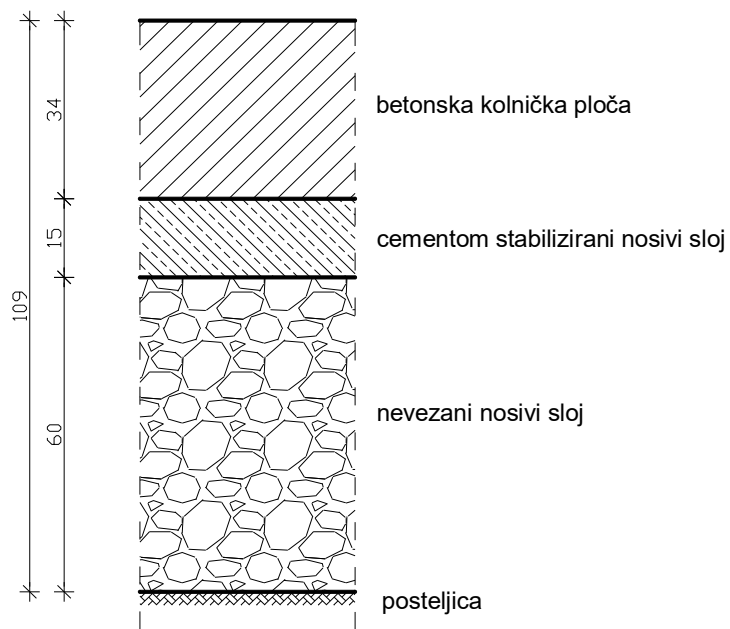 109
34
betonska kolnička ploča
15
cementom stabilizirani nosivi sloj
60
nevezani nosivi sloj
posteljica